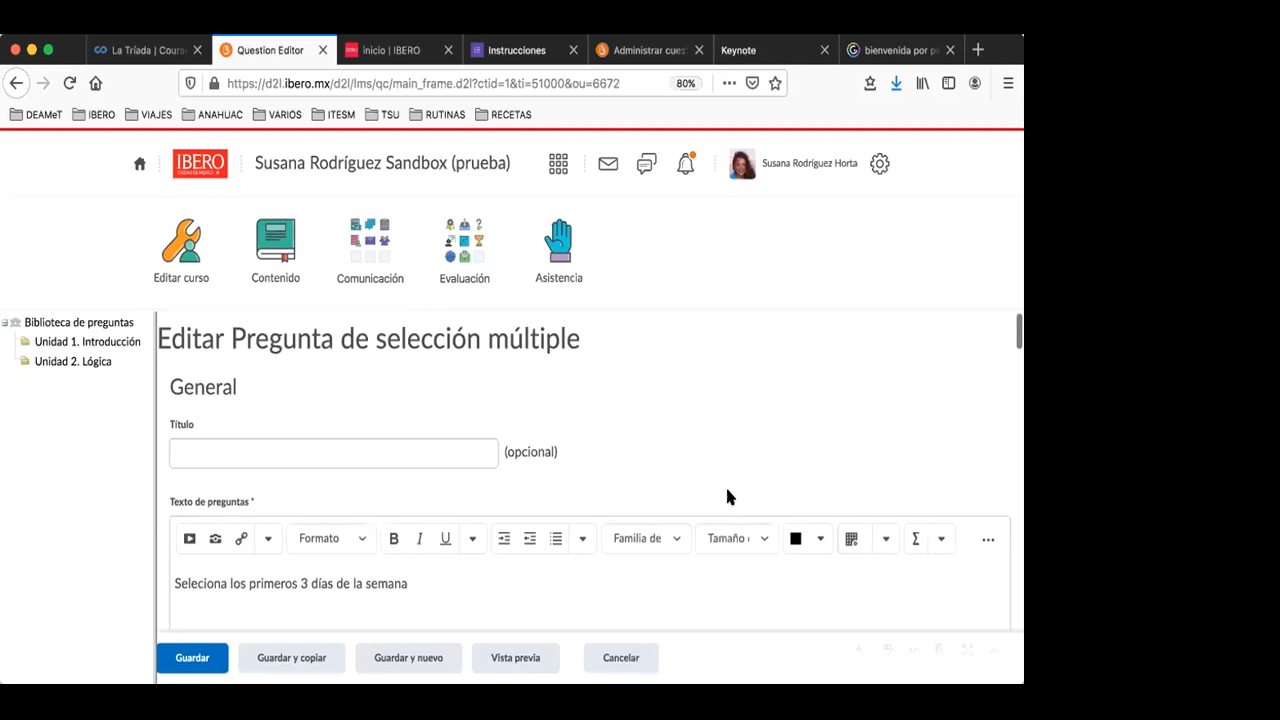 La Tríada | Cours
Question Editor
inicio | IBERO
Instrucciones
Administrar cues
Keynote
bienvenida por pa
https://d2l.ibero.mx/d2l/lms/qc/main_frame.d2l?ctid=1&ti=51000&ou=6672
80%
DEAMeT
IBERO
VIAJES
ANAHUAC
VARIOS
ITESM
TSU
RUTINAS
RECETAS
IBERO
Susana Rodríguez Sandbox (prueba)
Susana Rodríguez Horta
Editar curso
Contenido
Comunicación
Evaluación
Asistencia
Biblioteca de preguntas
Unidad 1. Introducción
Unidad 2. Lógica
Editar Pregunta de selección múltiple
General
Título
(opcional)
Texto de preguntas *
Formato
B I U
Familia de
Tamaño
Σ
Seleciona los primeros 3 días de la semana
Guardar
Guardar y copiar
Guardar y nuevo
Vista previa
Cancelar